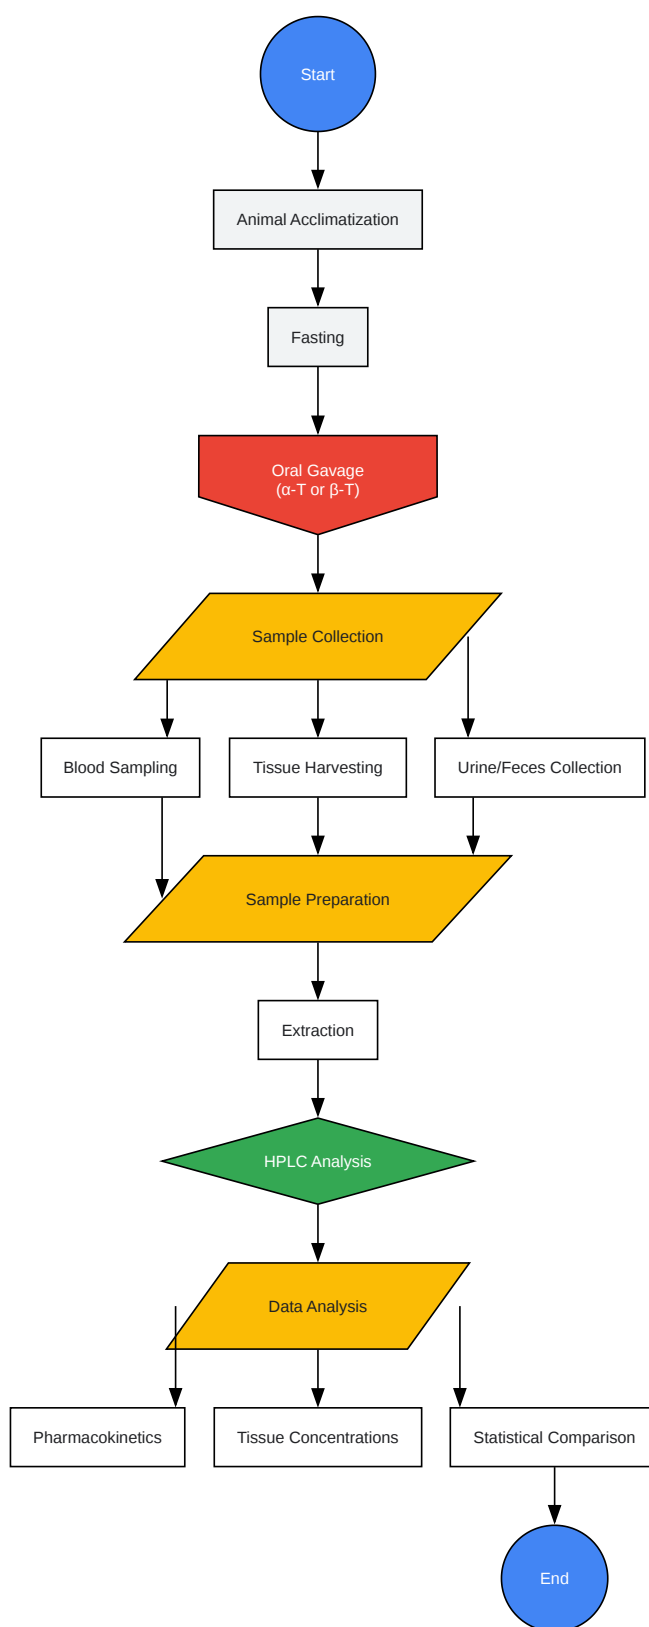 Start
Animal Acclimatization
Fasting
Oral Gavage
(α-T or β-T)
Sample Collection
Blood Sampling
Tissue Harvesting
Urine/Feces Collection
Sample Preparation
Extraction
HPLC Analysis
Data Analysis
Pharmacokinetics
Tissue Concentrations
Statistical Comparison
End